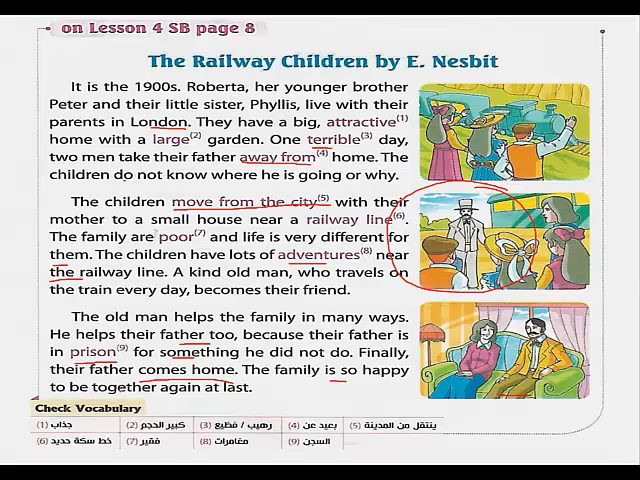 on Lesson 4 SB page 8
The Railway Children by E. Nesbit
It is the 1900s. Roberta, her younger brother
Peter and their little sister, Phyllis, live with their
parents in London. They have a big, attractive(1)
home with a large(2) garden. One terrible(3) day,
two men take their father away from(4) home. The
children do not know where he is going or why.
The children move from the city(5) with their
mother to a small house near a railway line(6).
The family are poor(7) and life is very different for
them. The children have lots of adventures(8) near
the railway line. A kind old man, who travels on
the train every day, becomes their friend.
The old man helps the family in many ways.
He helps their father too, because their father is
in prison(9) for something he did not do. Finally,
their father comes home. The family is so happy
to be together again at last.
Check Vocabulary
(1) جذاب (2) كبير الحجم (3) رهيب / فظيع (4) بعيد عن (5) ينتقل من المدينة
(6) خط سكة حديد (7) فقير (8) مغامرات (9) السجن